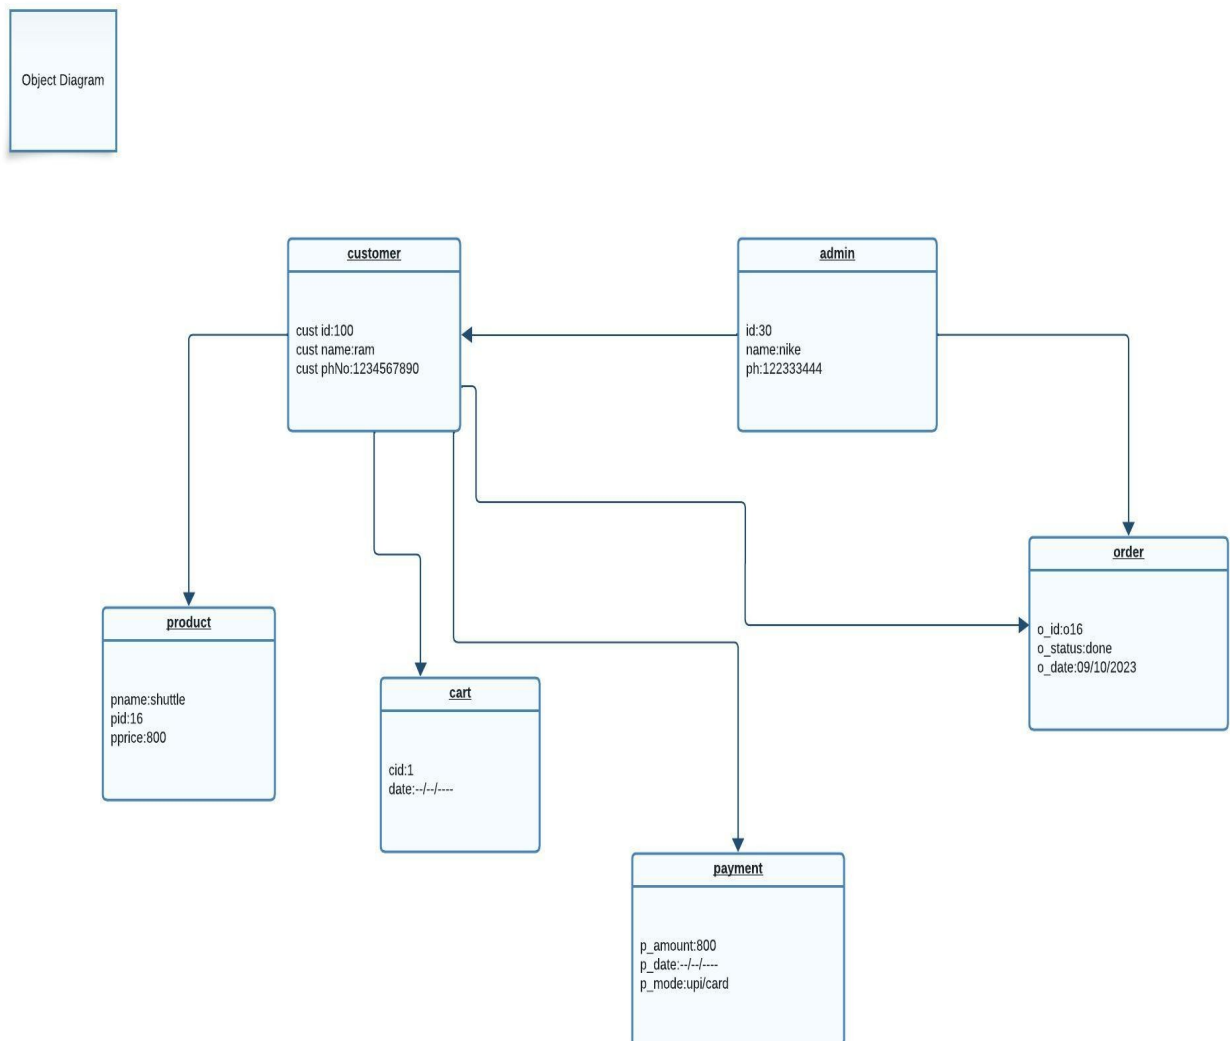 Object Diagram
customer
cust id:100
cust name:ram
cust phNo:1234567890
admin
id:30
name:nike
ph:122333444
order
o_id:o16
o_status:done
o_date:09/10/2023
product
pname:shuttle
pid:16
pprice:800
cart
cid:1
date:--/--/----
payment
p_amount:800
p_date:--/--/----
p_mode:upi/card